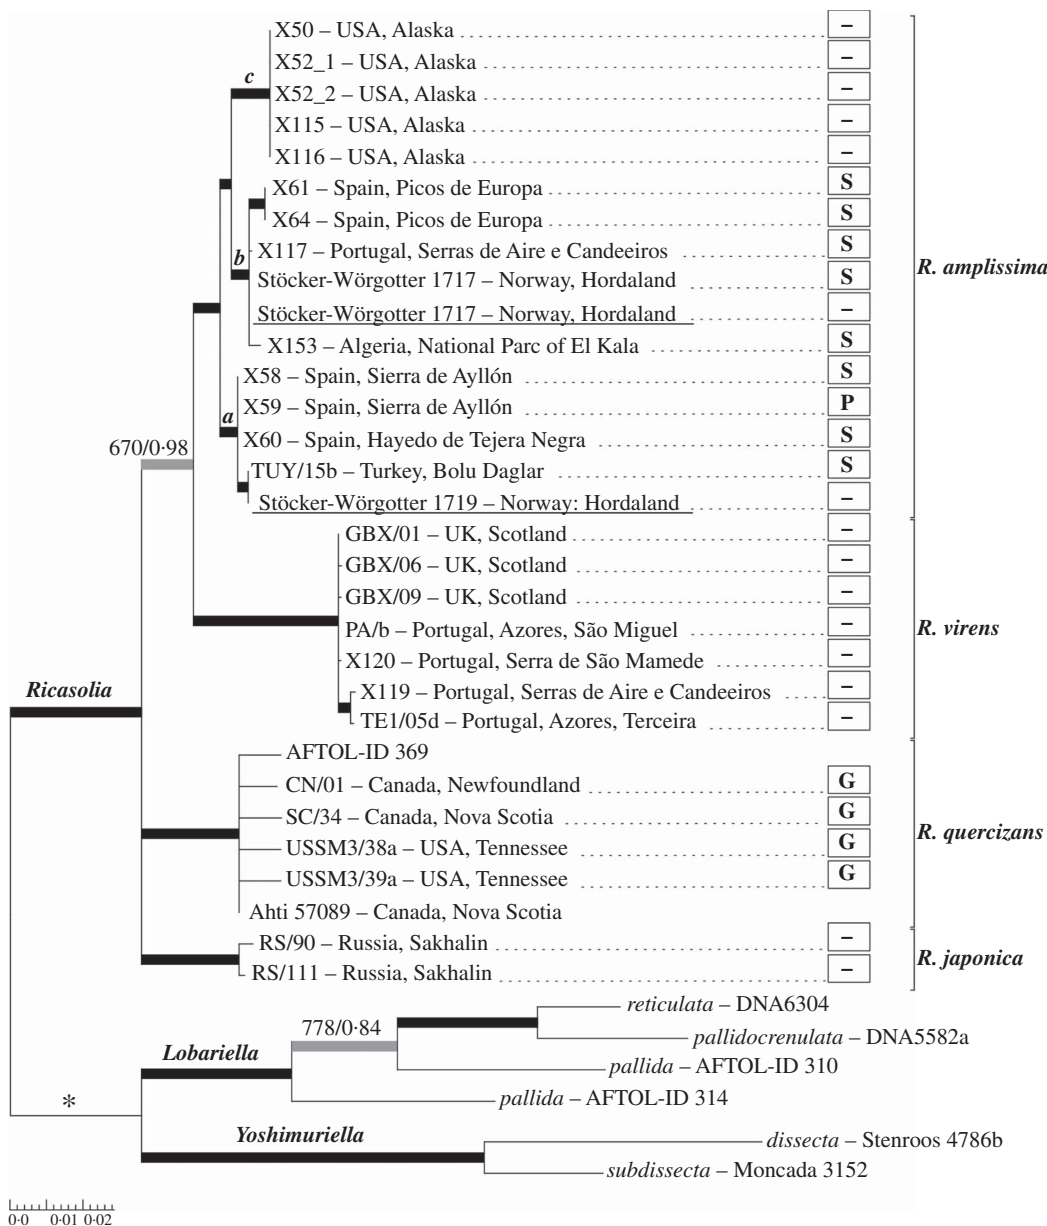 X50 – USA, Alaska –
X52_1 – USA, Alaska –
c
X52_2 – USA, Alaska –
X115 – USA, Alaska –
X116 – USA, Alaska –
X61 – Spain, Picos de Europa S
X64 – Spain, Picos de Europa S
X117 – Portugal, Serras de Aire e Candeeiros S
b
R. amplissima
Stöcker-Wörgotter 1717 – Norway, Hordaland S
Stöcker-Wörgotter 1717 – Norway, Hordaland –
X153 – Algeria, National Parc of El Kala S
X58 – Spain, Sierra de Ayllón S
X59 – Spain, Sierra de Ayllón P
a
X60 – Spain, Hayedo de Tejera Negra S
670/0·98
TUY/15b – Turkey, Bolu Daglar S
Stöcker-Wörgotter 1719 – Norway: Hordaland –
GBX/01 – UK, Scotland –
GBX/06 – UK, Scotland –
GBX/09 – UK, Scotland –
PA/b – Portugal, Azores, São Miguel –
R. virens
X120 – Portugal, Serra de São Mamede –
Ricasolia
X119 – Portugal, Serras de Aire e Candeeiros –
TE1/05d – Portugal, Azores, Terceira –
AFTOL-ID 369
CN/01 – Canada, Newfoundland G
SC/34 – Canada, Nova Scotia G
R. quercizans
USSM3/38a – USA, Tennessee G
USSM3/39a – USA, Tennessee G
Ahti 57089 – Canada, Nova Scotia
RS/90 – Russia, Sakhalin –
R. japonica
RS/111 – Russia, Sakhalin –
reticulata – DNA6304
778/0·84
pallidocrenulata – DNA5582a
Lobariella
pallida – AFTOL-ID 310
pallida – AFTOL-ID 314
*
Yoshimuriella
dissecta – Stenroos 4786b
subdissecta – Moncada 3152
0·0 0·01 0·02